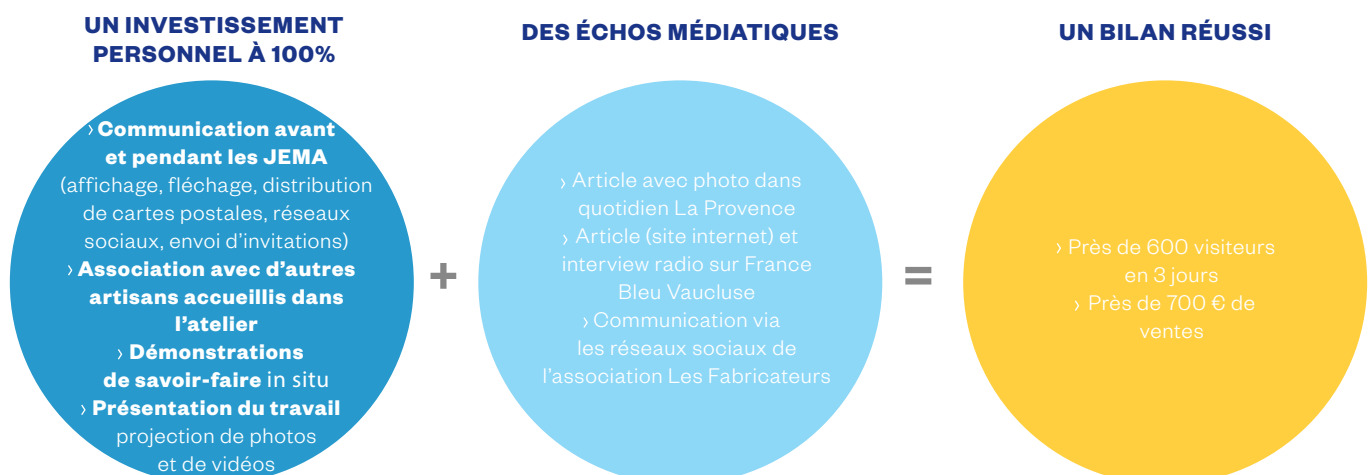 UN INVESTISSEMENT
PERSONNEL À 100%
› Communication avant
et pendant les JEMA
(affichage, fléchage, distribution
de cartes postales, réseaux
sociaux, envoi d’invitations)
› Association avec d’autres
artisans accueillis dans
l’atelier
› Démonstrations
de savoir-faire in situ
› Présentation du travail
projection de photos
et de vidéos
+
DES ÉCHOS MÉDIATIQUES
› Article avec photo dans
quotidien La Provence
› Article (site internet) et
interview radio sur France
Bleu Vaucluse
› Communication via
les réseaux sociaux de
l’association Les Fabricateurs
=
UN BILAN RÉUSSI
› Près de 600 visiteurs
en 3 jours
› Près de 700 € de
ventes